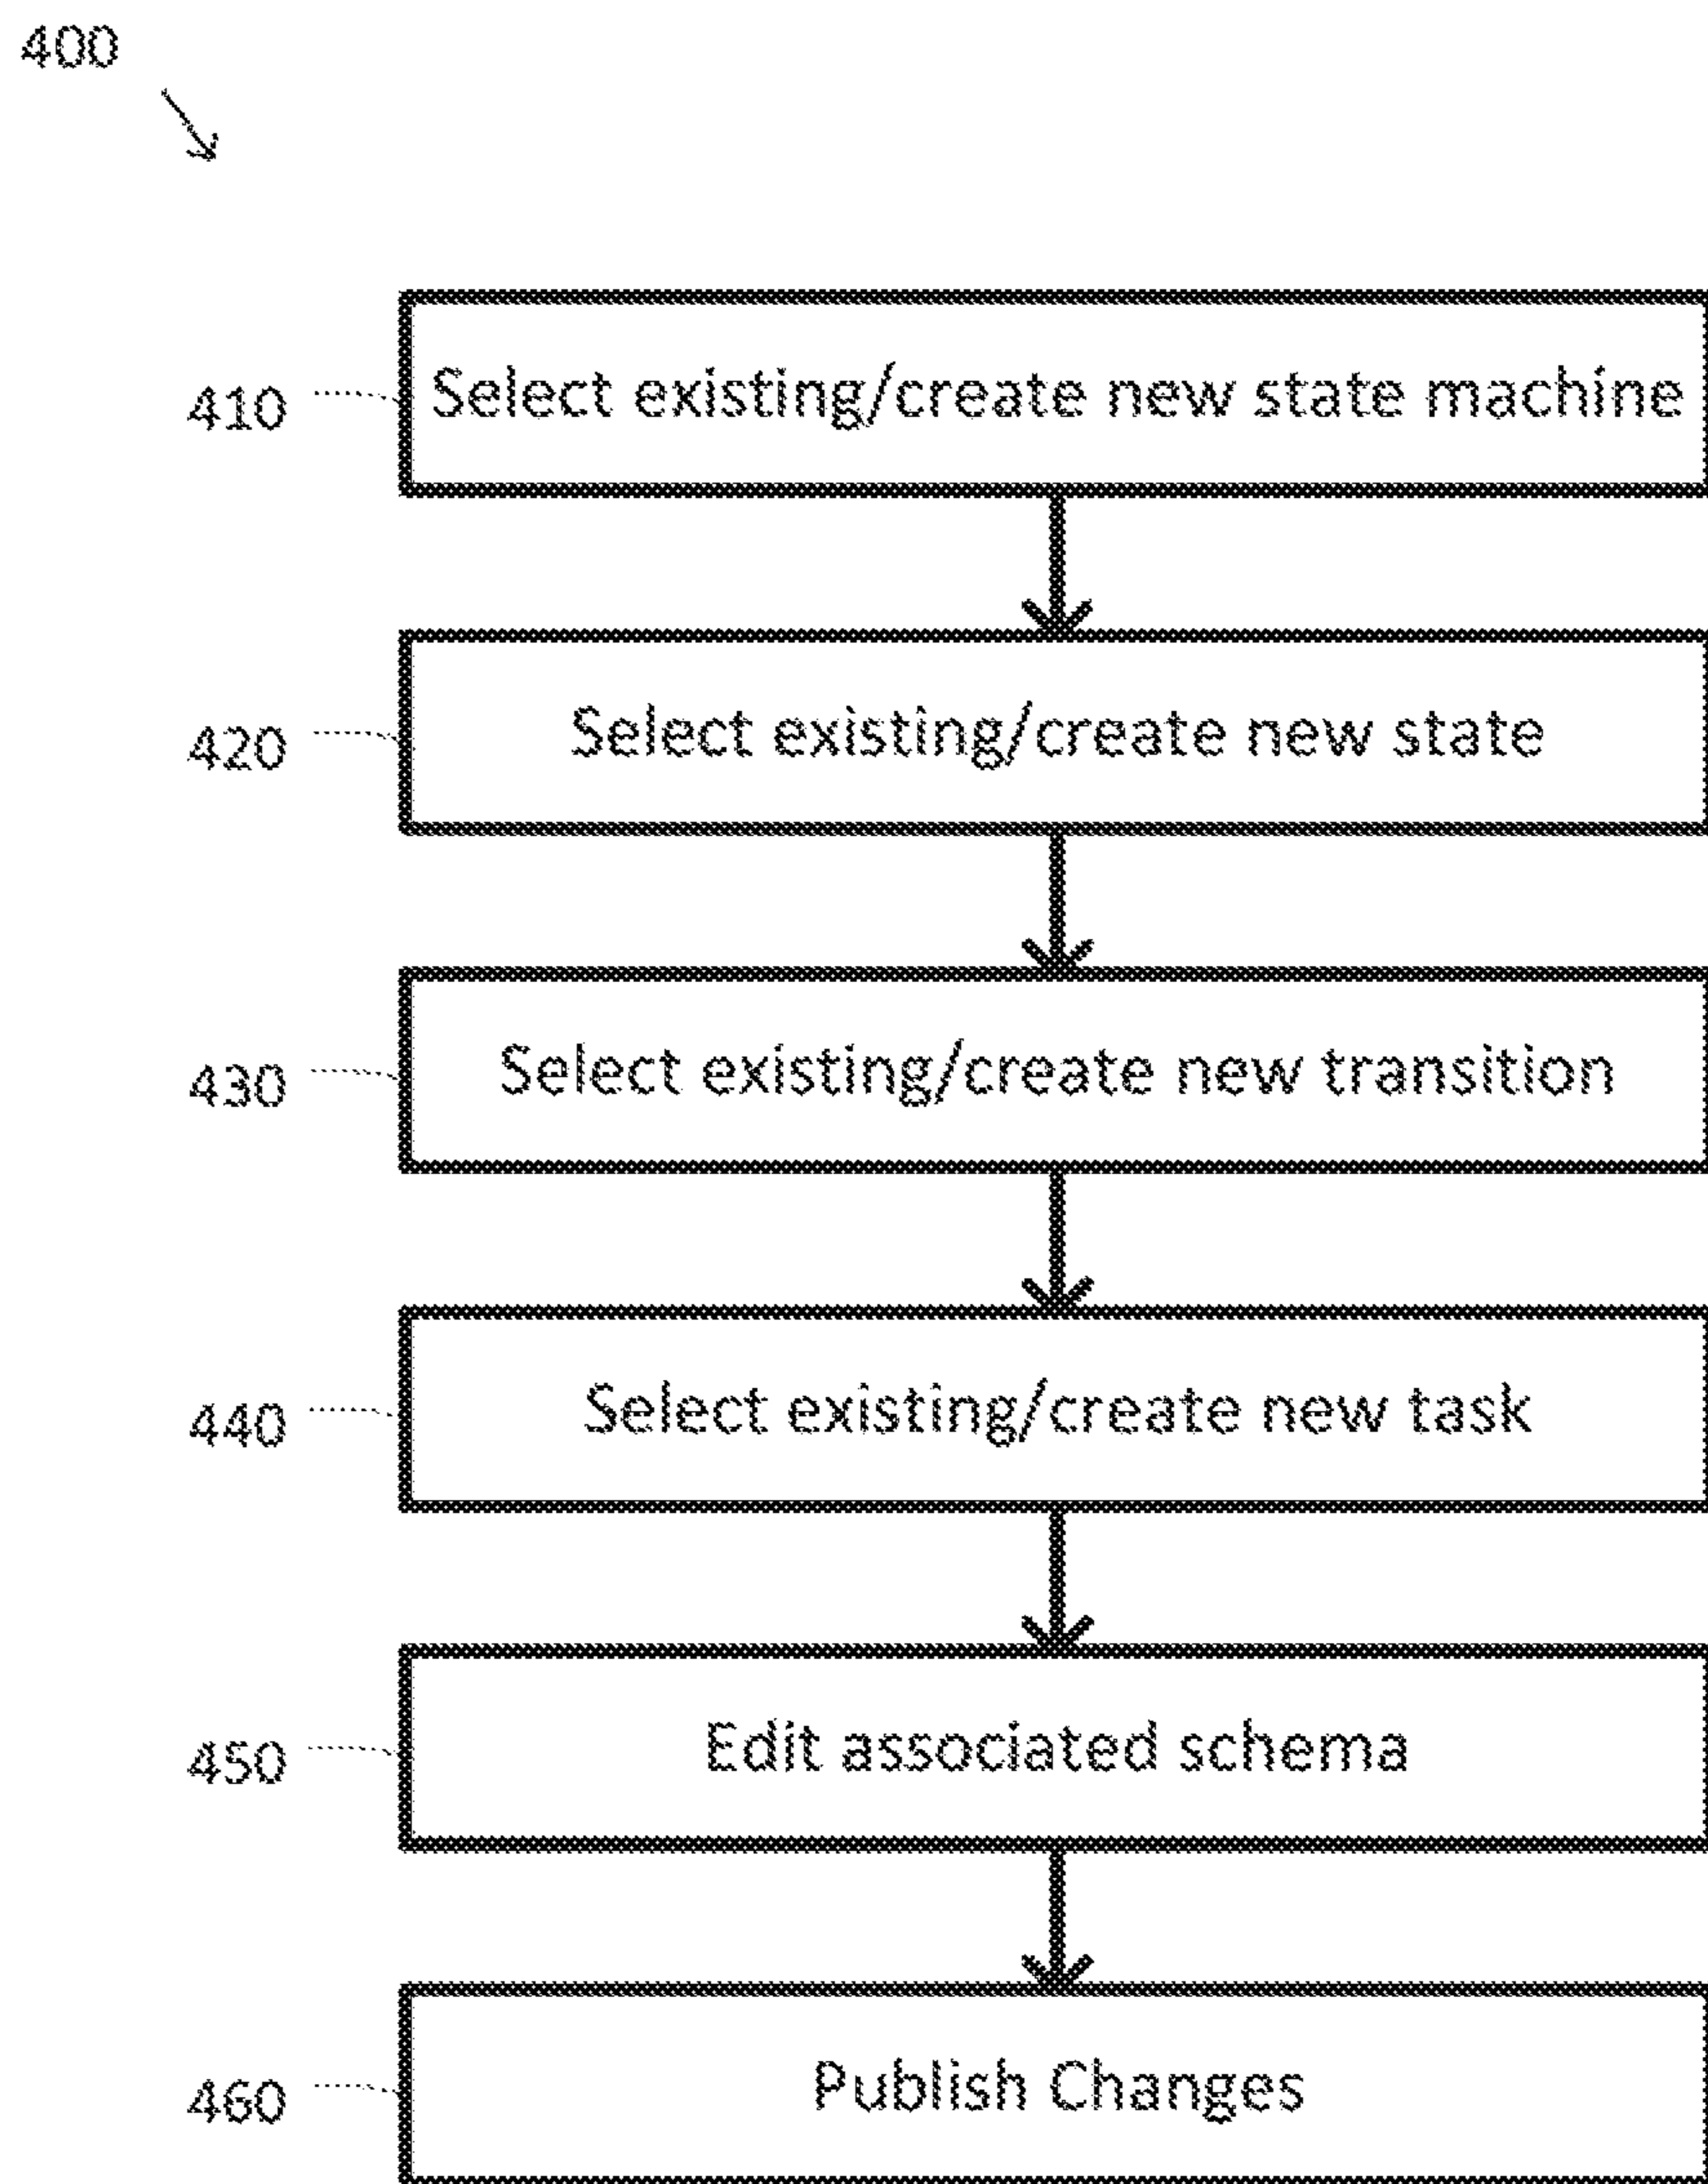 400
410 Select existing/create new state machine
420 Select existing/create new state
430 Select existing/create new transition
440 Select existing/create new task
450 Edit associated schema
460 Publish Changes